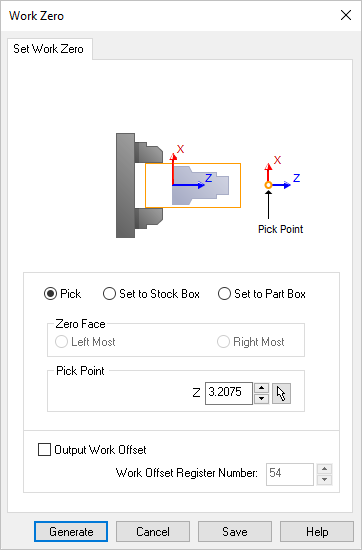 Work Zero
Set Work Zero
X
Z
X
Z
Pick Point
Pick Set to Stock Box Set to Part Box
Zero Face
Left Most Right Most
Pick Point
Z 3.2075
Output Work Offset
Work Offset Register Number: 54
Generate Cancel Save Help